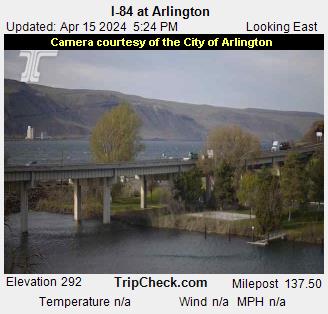 I-84 at Arlington
Updated: Apr 15 2024 5:24 PM Looking East
Camera courtesy of the City of Arlington
Elevation 292 TripCheck.com Milepost 137.50
Temperature n/a Wind n/a MPH n/a